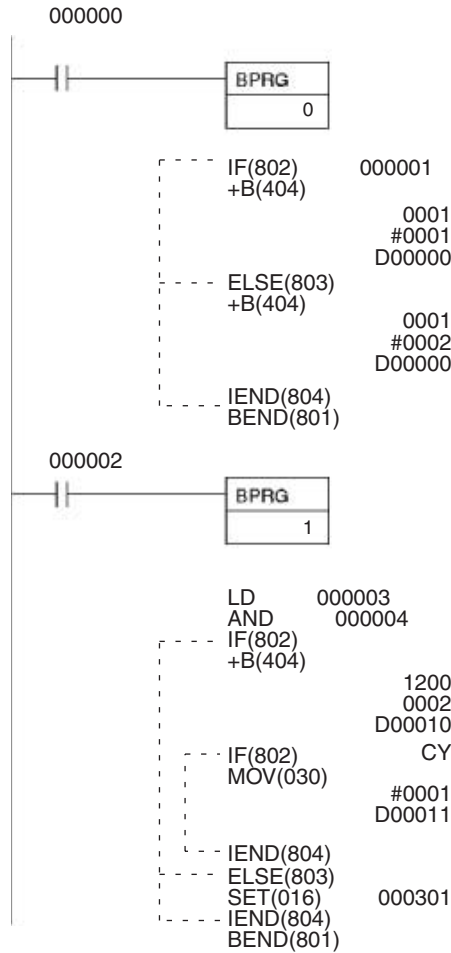 000000
BPRG
0
IF(802) 000001
+B(404)
0001
#0001
D00000
ELSE(803)
+B(404)
0001
#0002
D00000
IEND(804)
BEND(801)
000002
BPRG
1
LD 000003
AND 000004
IF(802)
+B(404)
1200
0002
D00010
IF(802) CY
MOV(030)
#0001
D00011
IEND(804)
ELSE(803)
SET(016) 000301
IEND(804)
BEND(801)